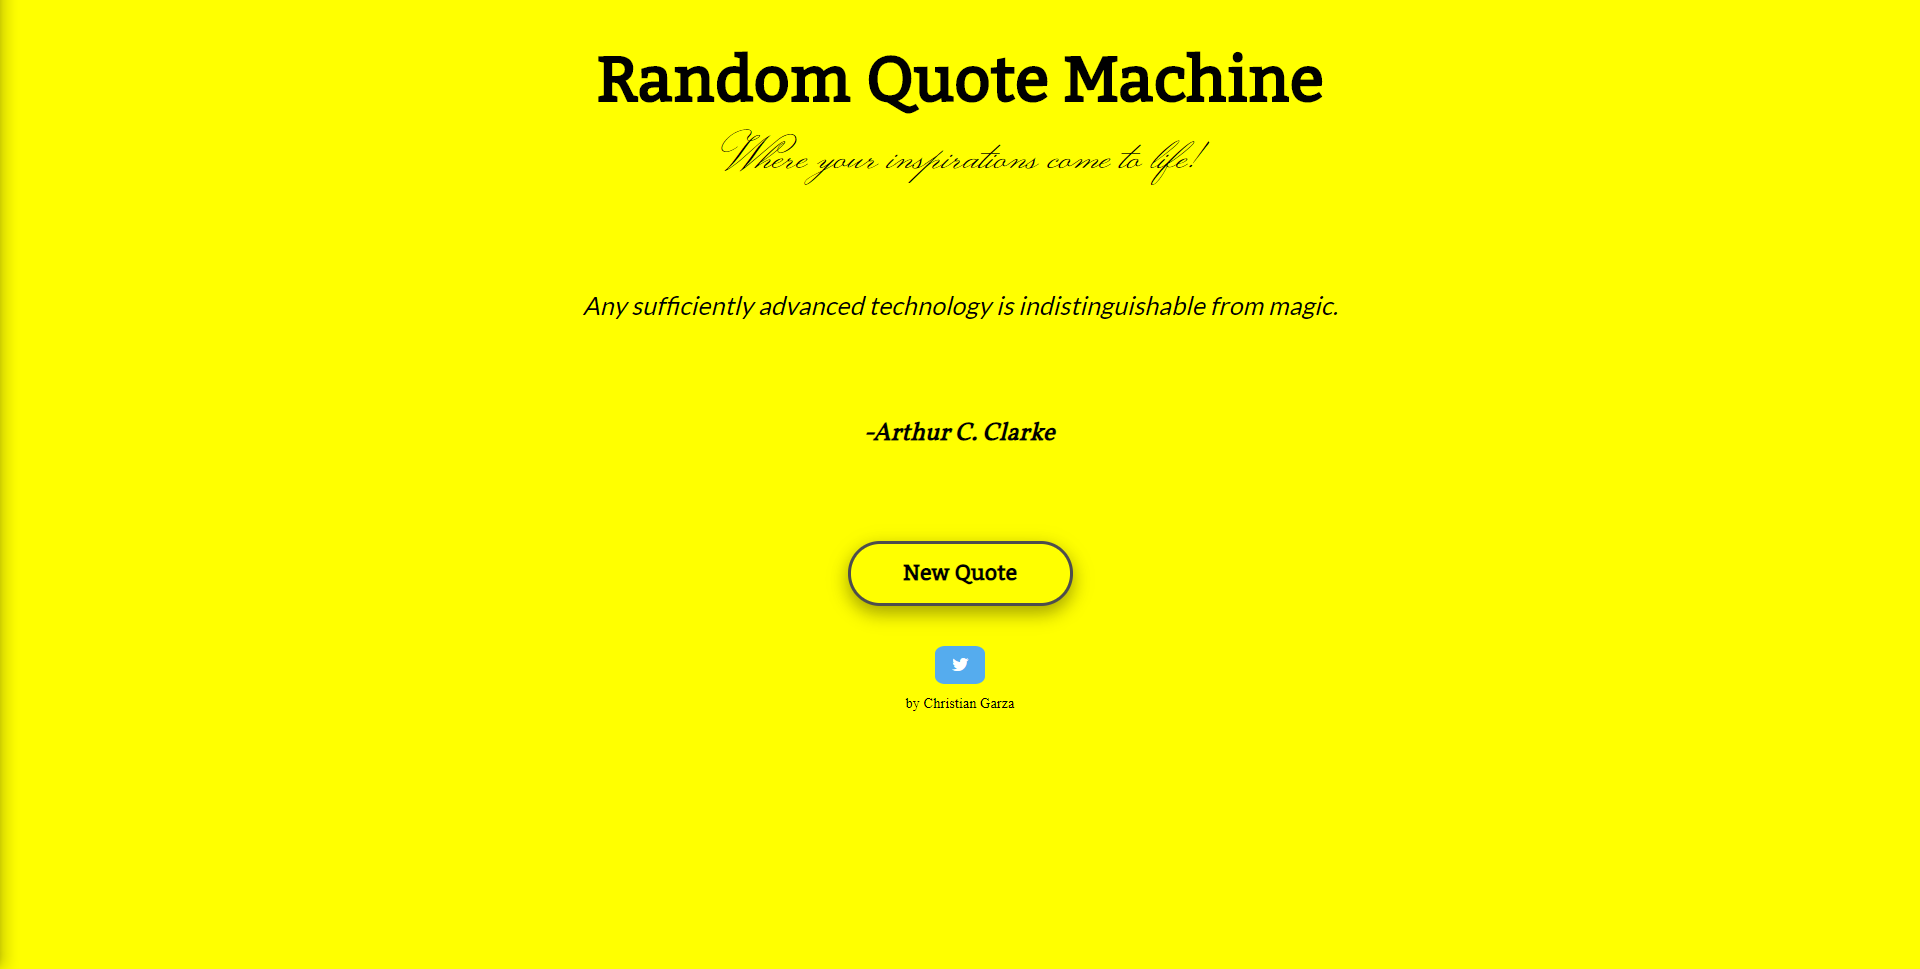 Random Quote Machine
Where your inspirations come to life!
Any sufficiently advanced technology is indistinguishable from magic.
-Arthur C. Clarke
New Quote
by Christian Garza